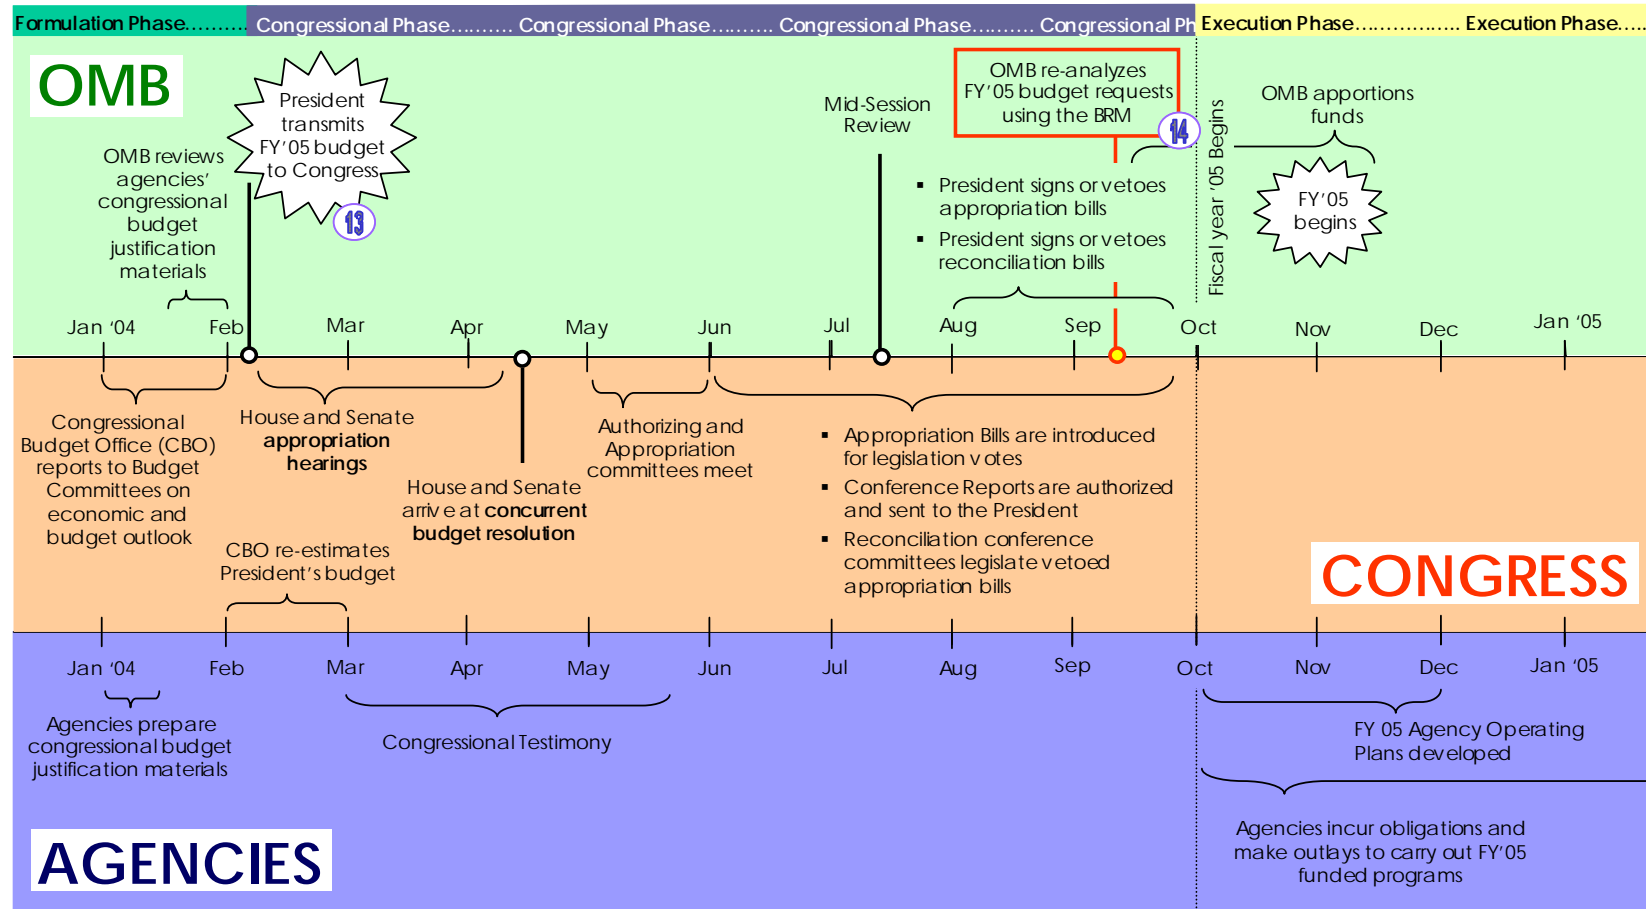 Formulation Phase.......... Congressional Phase.......... Congressional Phase.......... Congressional Phase.......... Congressional Ph Execution Phase................. Execution Phase.....
OMB
President
transmits
FY'05 budget
to Congress
13
OMB reviews
agencies'
congressional
budget
justification
materials
Mid-Session
Review
OMB re-analyzes
FY'05 budget requests
using the BRM
14
▪ President signs or vetoes
appropriation bills
▪ President signs or vetoes
reconciliation bills
Fiscal year '05 Begins
OMB apportions
funds
FY'05
begins
Jan '04 Feb Mar Apr May Jun Jul Aug Sep Oct Nov Dec Jan '05
Congressional
Budget Office (CBO)
reports to Budget
Committees on
economic and
budget outlook
House and Senate
appropriation
hearings
House and Senate
arrive at concurrent
budget resolution
CBO re-estimates
President's budget
Authorizing and
Appropriation
committees meet
▪ Appropriation Bills are introduced
for legislation votes
▪ Conference Reports are authorized
and sent to the President
▪ Reconciliation conference
committees legislate vetoed
appropriation bills
CONGRESS
Jan '04 Feb Mar Apr May Jun Jul Aug Sep Oct Nov Dec Jan '05
Agencies prepare
congressional budget
justification materials
Congressional Testimony
FY 05 Agency Operating
Plans developed
Agencies incur obligations and
make outlays to carry out FY'05
funded programs
AGENCIES